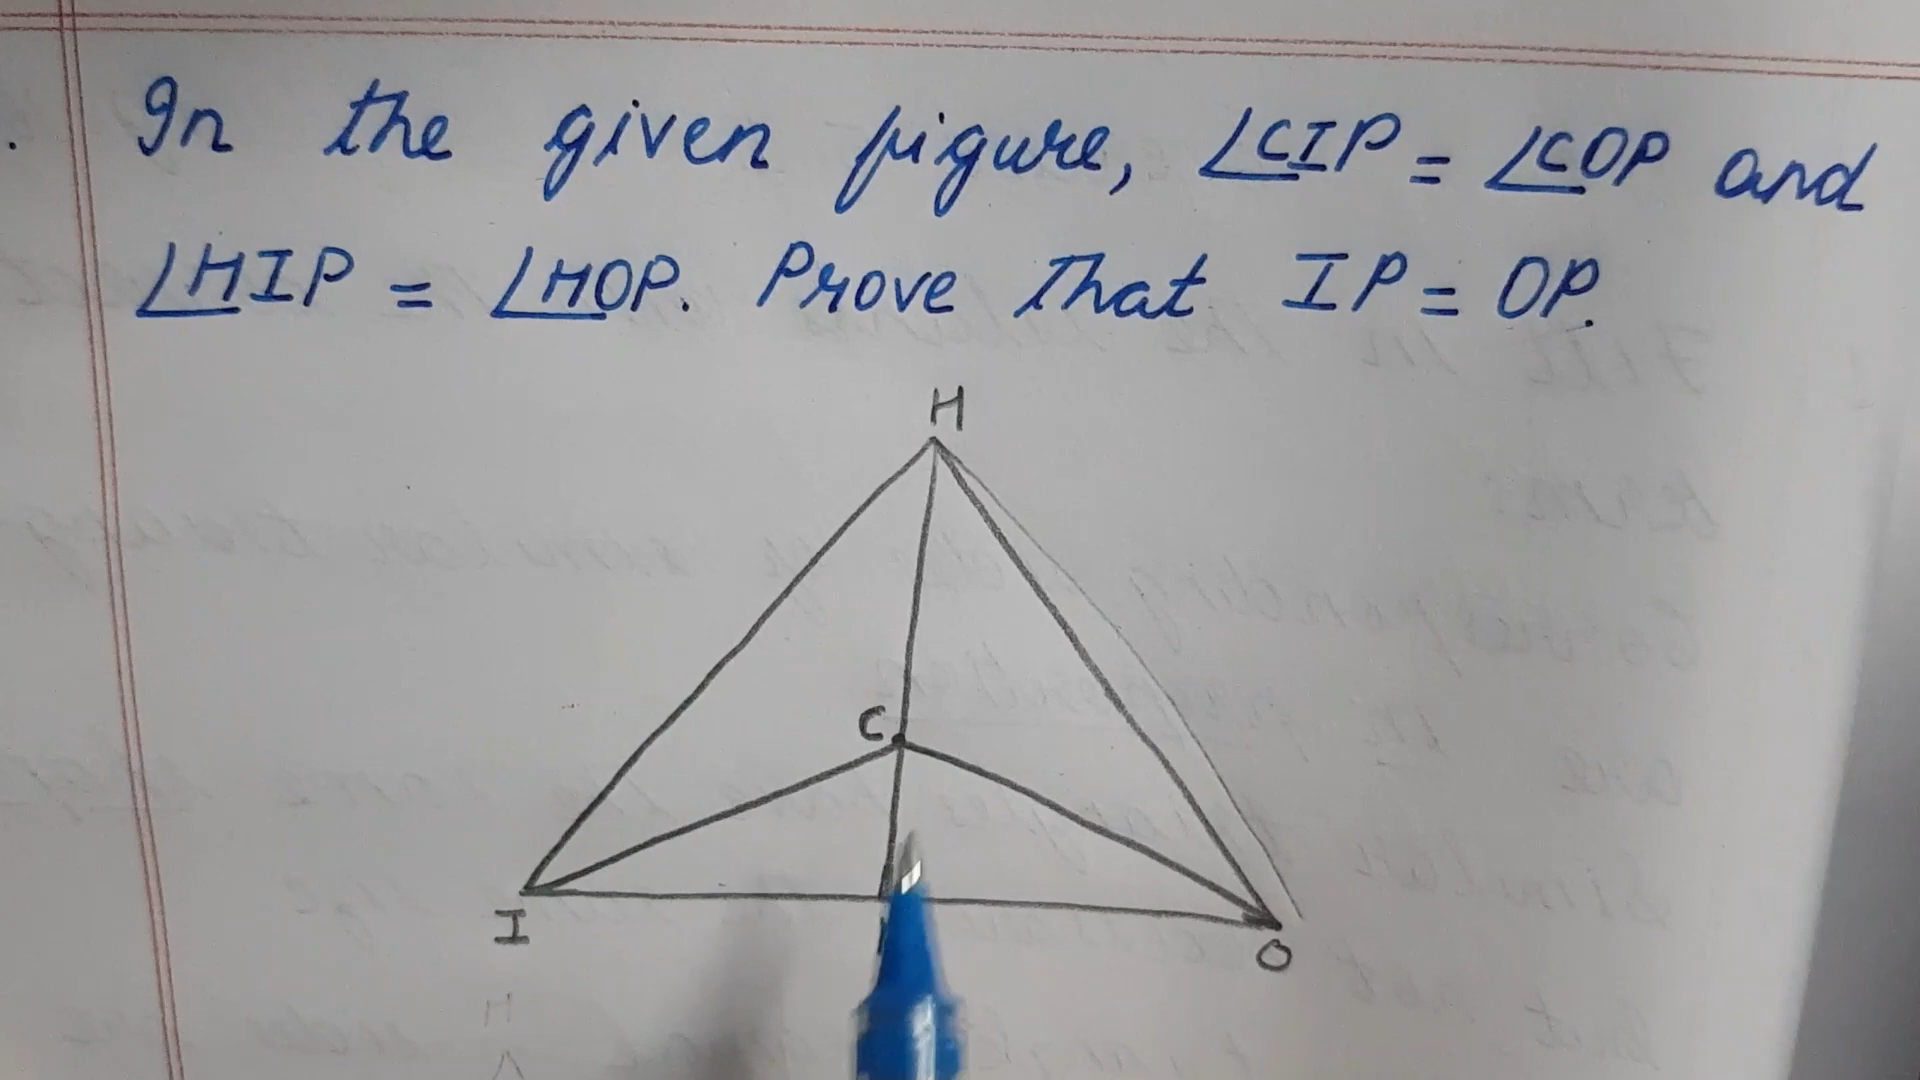 In the given figure, ∠CIP = ∠COP and
∠HIP = ∠HOP. Prove that IP = OP.
H
C
I
O